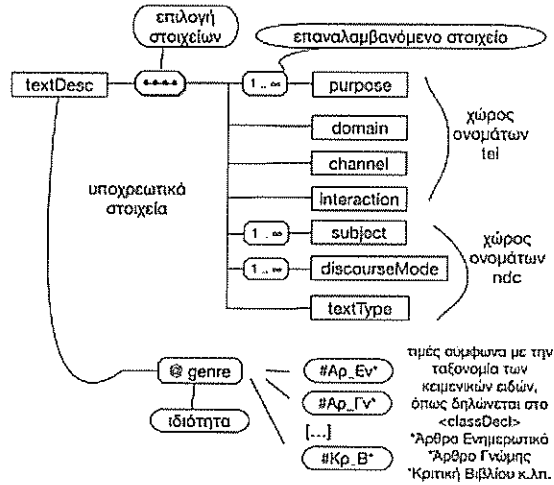 επιλογή
στοιχείων
επαναλαμβανόμενο στοιχείο
textDesc
1 .. ∞
purpose
domain
channel
interaction
χώρος
ονομάτων
tei
υποχρεωτικά
στοιχεία
1 .. ∞
subject
1 .. ∞
discourseMode
textType
χώρος
ονομάτων
ndc
@ genre
ιδιότητα
#Αρ_Εν*
#Αρ_Γν*
[...]
#Κρ_Β*
τιμές σύμφωνα με την
ταξονομία των
κειμενικών ειδών,
όπως δηλώνεται στο
<classDecl>
*Άρθρο Ενημερωτικό
*Άρθρο Γνώμης
*Κριτική Βιβλίου κ.λπ.